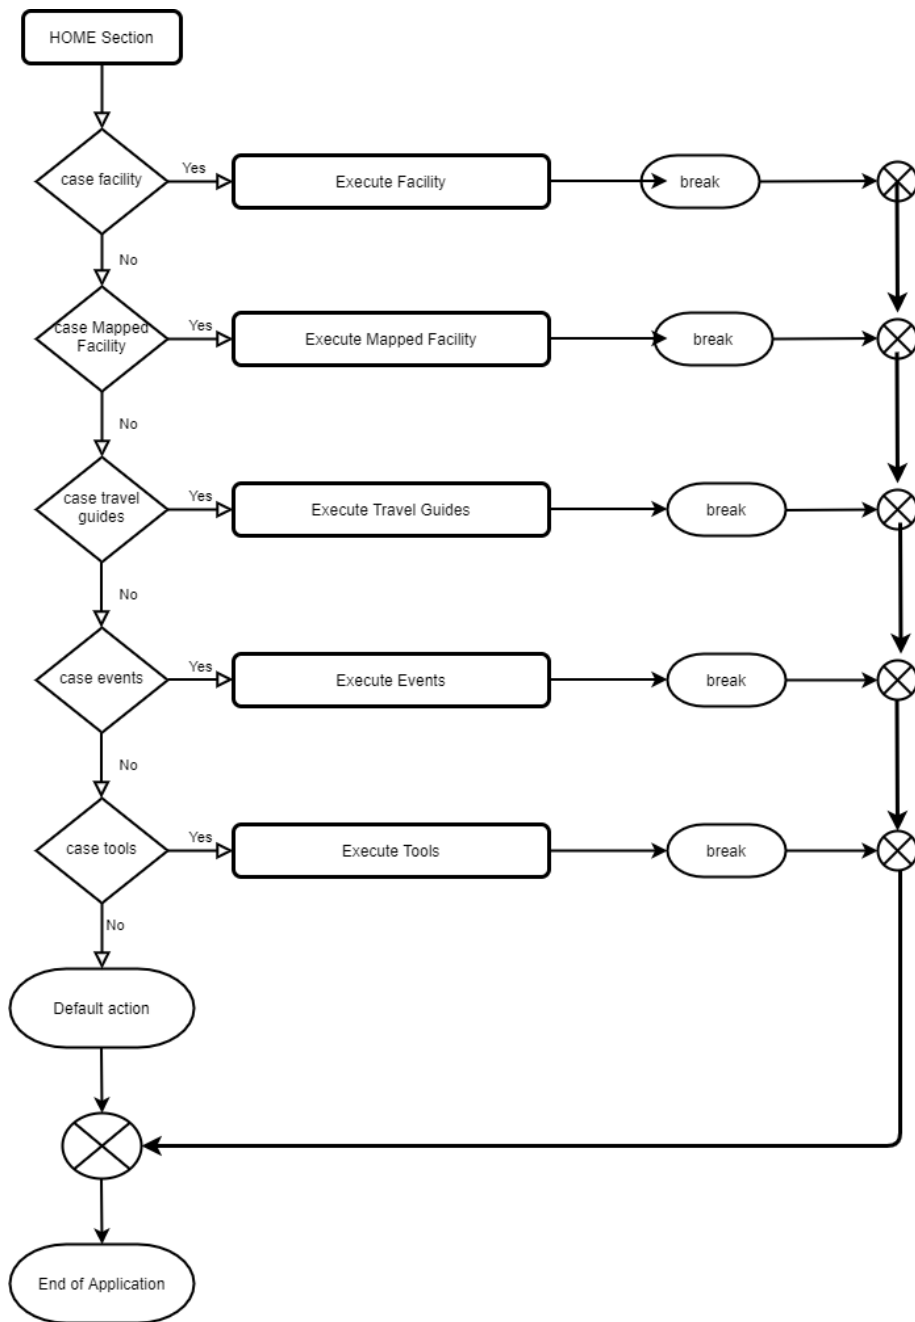 HOME Section
case facility
Yes
Execute Facility
break
No
case Mapped
Facility
Yes
Execute Mapped Facility
break
No
case travel
guides
Yes
Execute Travel Guides
break
No
case events
Yes
Execute Events
break
No
case tools
Yes
Execute Tools
break
No
Default action
End of Application